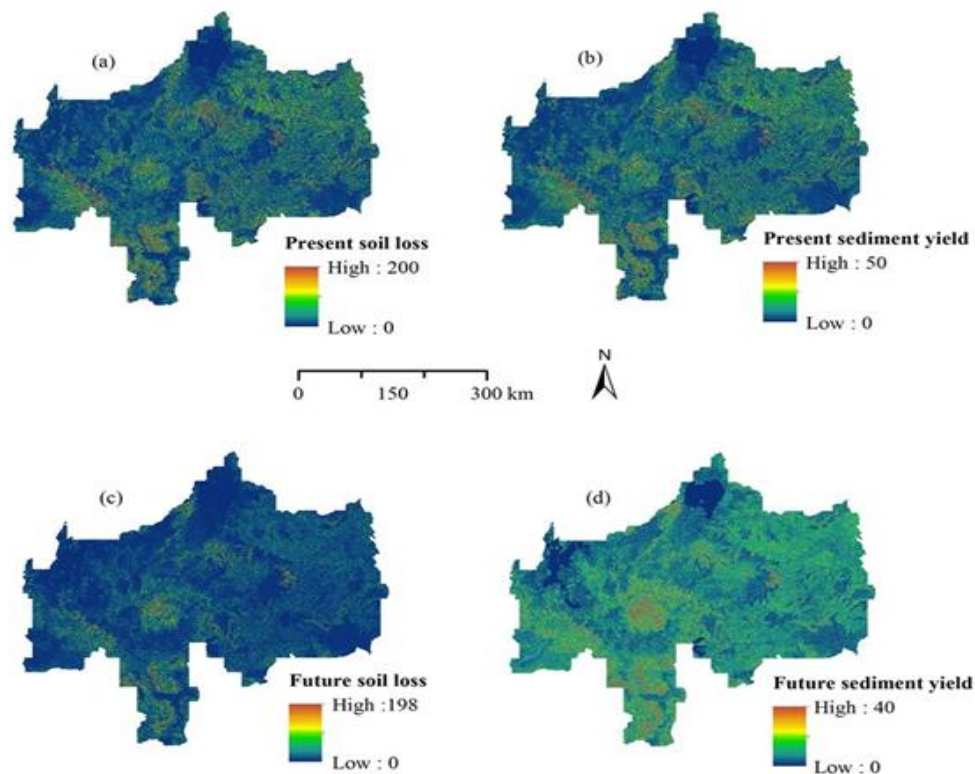 (a)
Present soil loss
High : 200
Low : 0
(b)
Present sediment yield
High : 50
Low : 0
0 150 300 km
N
(c)
Future soil loss
High :198
Low : 0
(d)
Future sediment yield
High : 40
Low : 0